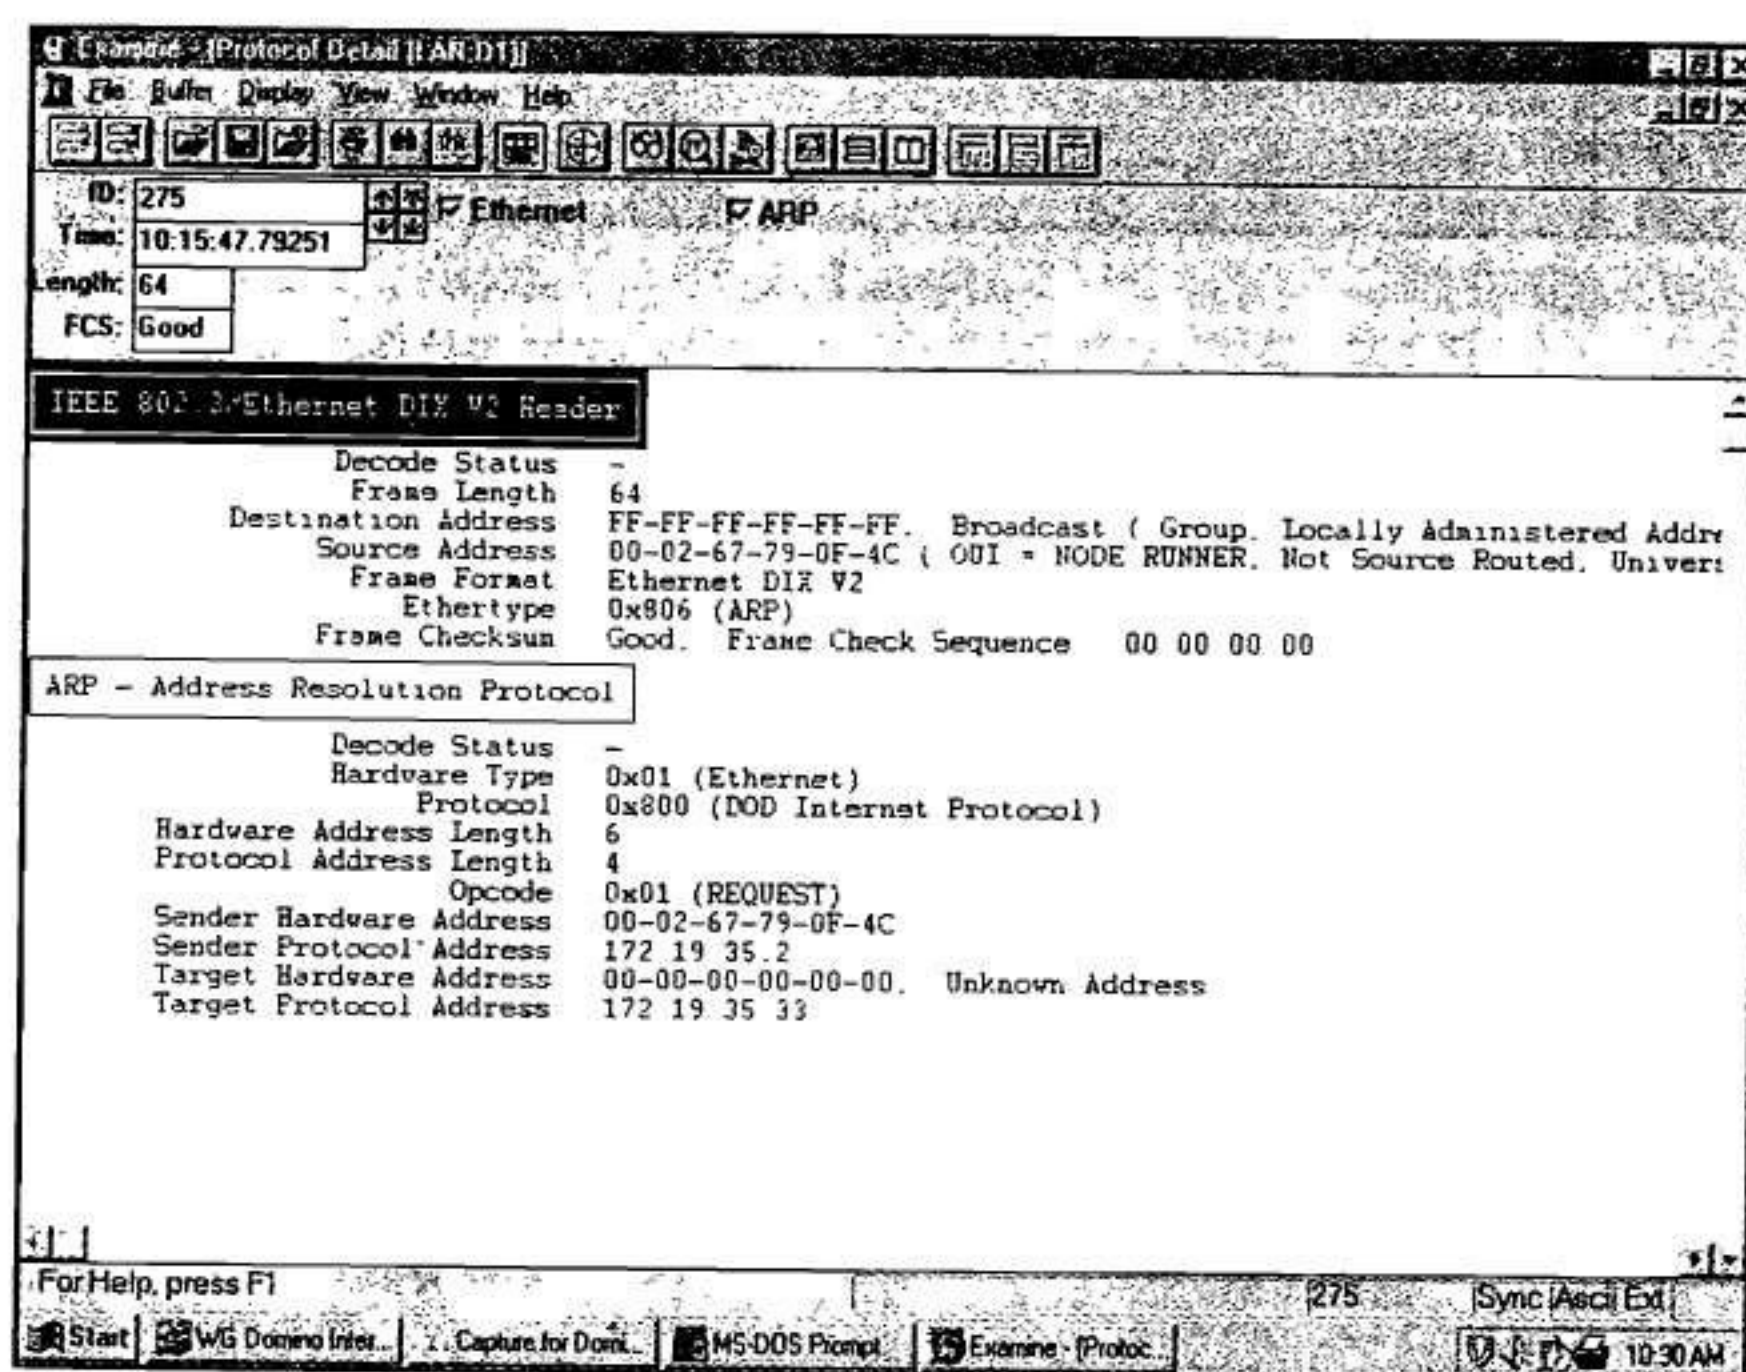 Examine - [Protocol Detail [LAN:D1]]
File Buffer Display View Window Help
ID: 275
Ethernet ARP
Time: 10:15:47.79251
Length: 64
FCS: Good
IEEE 802.3/Ethernet DIX V2 Header
Decode Status -
Frame Length 64
Destination Address FF-FF-FF-FF-FF-FF. Broadcast ( Group. Locally Administered Addre
Source Address 00-02-67-79-0F-4C ( OUI = NODE RUNNER. Not Source Routed. Univers
Frame Format Ethernet DIX V2
Ethertype 0x806 (ARP)
Frame Checksum Good. Frame Check Sequence 00 00 00 00
ARP - Address Resolution Protocol
Decode Status -
Hardware Type 0x01 (Ethernet)
Protocol 0x800 (DOD Internet Protocol)
Hardware Address Length 6
Protocol Address Length 4
Opcode 0x01 (REQUEST)
Sender Hardware Address 00-02-67-79-0F-4C
Sender Protocol Address 172 19 35.2
Target Hardware Address 00-00-00-00-00-00. Unknown Address
Target Protocol Address 172 19 35 33
For Help, press F1 275 Sync Ascii Ext
Start WG Domino Inter... Capture for Domi... MS-DOS Prompt Examine - [Protoc... 10:30 AM